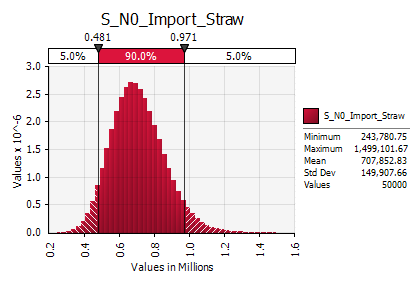 S_N0_Import_Straw
0.481 0.971
5.0% 90.0% 5.0%
Values x 10^-6
3.0
2.5
2.0
1.5
1.0
0.5
0.0
0.2 0.4 0.6 0.8 1.0 1.2 1.4 1.6
Values in Millions
S_N0_Import_Straw
Minimum 243,780.75
Maximum 1,499,101.67
Mean 707,852.83
Std Dev 149,907.66
Values 50000